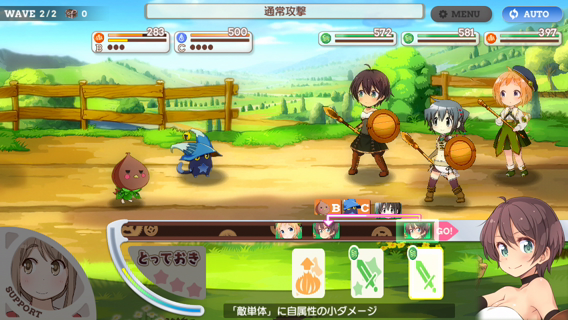 WAVE 2/2 0
通常攻撃
MENU
AUTO
283
B
500
C
572
581
397
B C
GO!
とっておき
SUPPORT
「敵単体」に自属性の小ダメージ